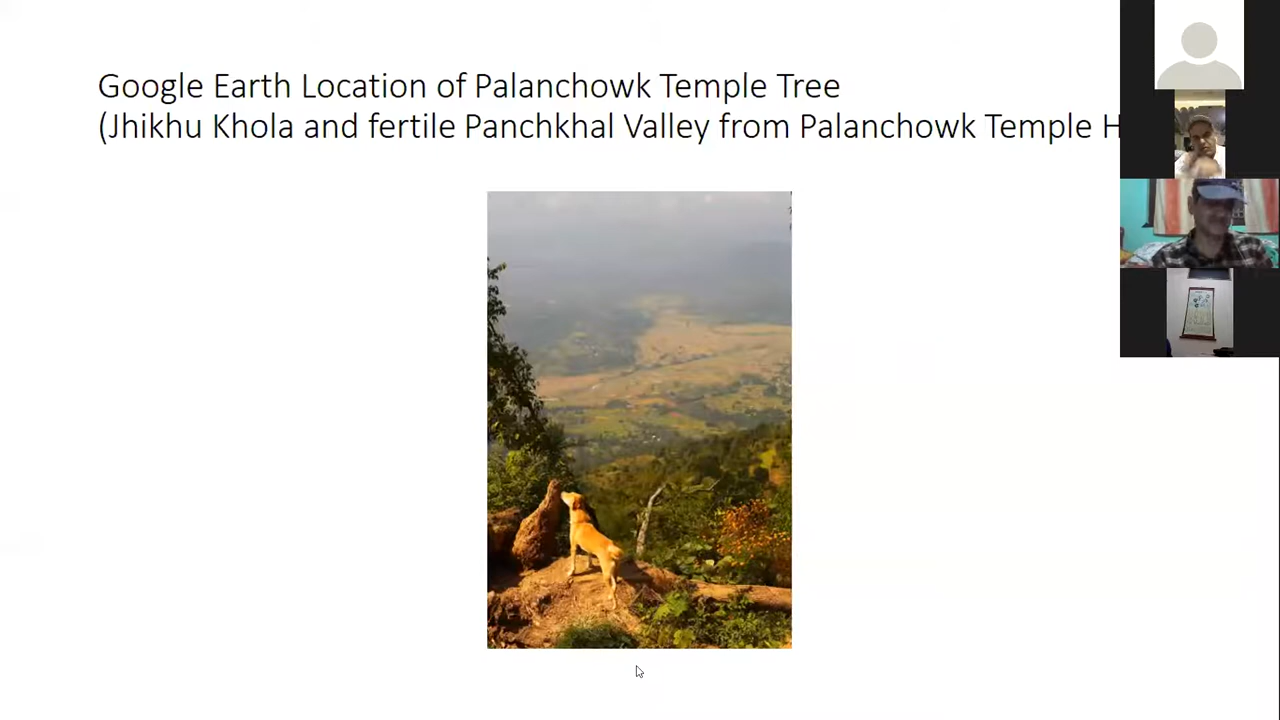 Google Earth Location of Palanchowk Temple Tree
(Jhikhu Khola and fertile Panchkhal Valley from Palanchowk Temple H